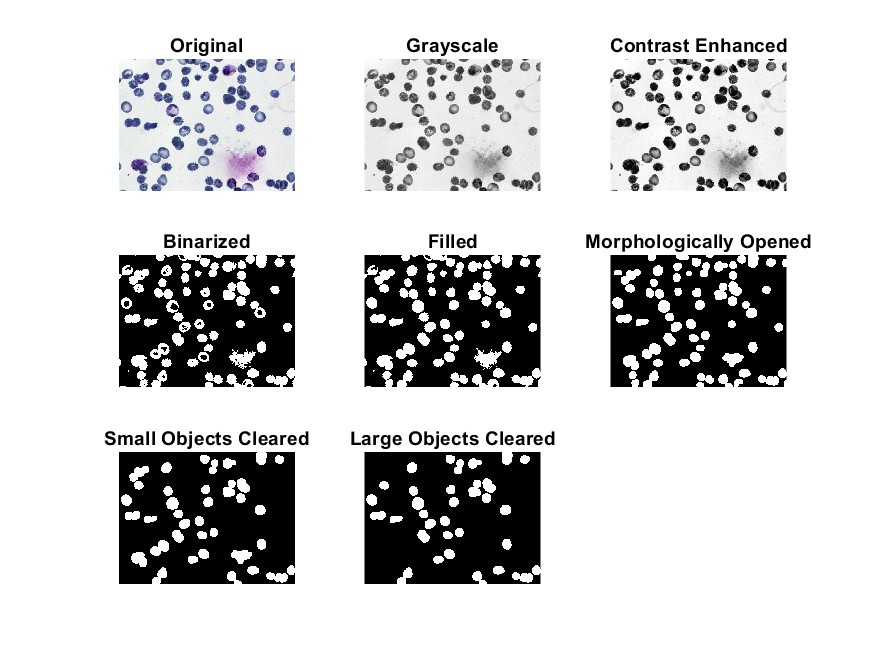 Original
Grayscale
Contrast Enhanced
Binarized
Filled
Morphologically Opened
Small Objects Cleared
Large Objects Cleared